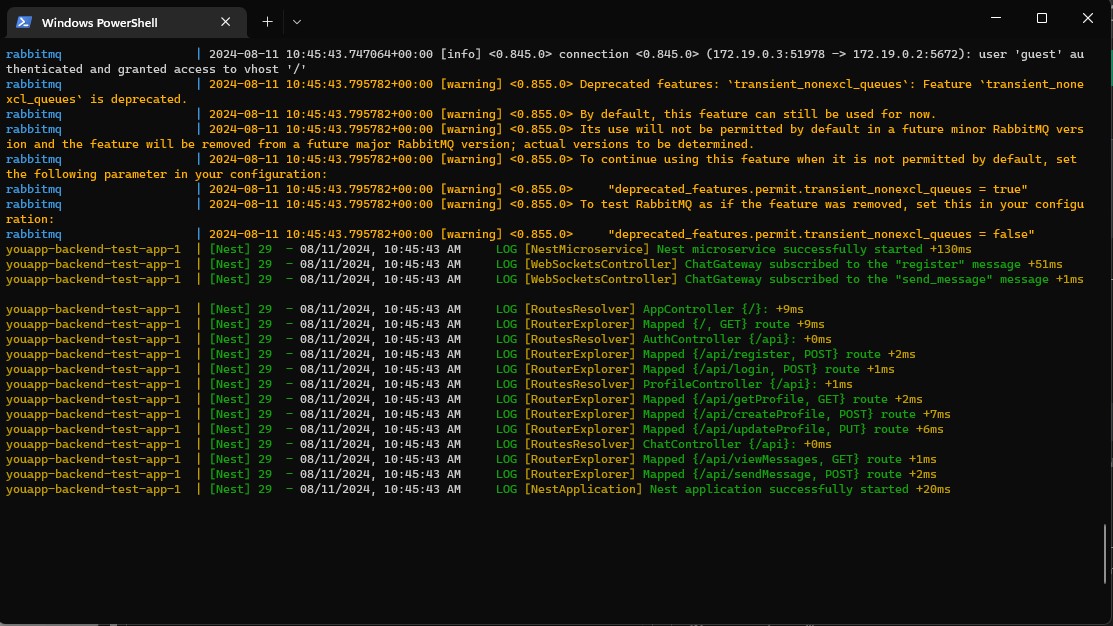 Windows PowerShell
rabbitmq | 2024-08-11 10:45:43.747064+00:00 [info] <0.845.0> connection <0.845.0> (172.19.0.3:51978 -> 172.19.0.2:5672): user 'guest' au
thenticated and granted access to vhost '/'
rabbitmq | 2024-08-11 10:45:43.795782+00:00 [warning] <0.855.0> Deprecated features: `transient_nonexcl_queues`: Feature `transient_none
xcl_queues` is deprecated.
rabbitmq | 2024-08-11 10:45:43.795782+00:00 [warning] <0.855.0> By default, this feature can still be used for now.
rabbitmq | 2024-08-11 10:45:43.795782+00:00 [warning] <0.855.0> Its use will not be permitted by default in a future minor RabbitMQ vers
ion and the feature will be removed from a future major RabbitMQ version; actual versions to be determined.
rabbitmq | 2024-08-11 10:45:43.795782+00:00 [warning] <0.855.0> To continue using this feature when it is not permitted by default, set
the following parameter in your configuration:
rabbitmq | 2024-08-11 10:45:43.795782+00:00 [warning] <0.855.0> "deprecated_features.permit.transient_nonexcl_queues = true"
rabbitmq | 2024-08-11 10:45:43.795782+00:00 [warning] <0.855.0> To test RabbitMQ as if the feature was removed, set this in your configu
ration:
rabbitmq | 2024-08-11 10:45:43.795782+00:00 [warning] <0.855.0> "deprecated_features.permit.transient_nonexcl_queues = false"
youapp-backend-test-app-1 | [Nest] 29 - 08/11/2024, 10:45:43 AM LOG [NestMicroservice] Nest microservice successfully started +130ms
youapp-backend-test-app-1 | [Nest] 29 - 08/11/2024, 10:45:43 AM LOG [WebSocketsController] ChatGateway subscribed to the "register" message +51ms
youapp-backend-test-app-1 | [Nest] 29 - 08/11/2024, 10:45:43 AM LOG [WebSocketsController] ChatGateway subscribed to the "send_message" message +1ms
youapp-backend-test-app-1 | [Nest] 29 - 08/11/2024, 10:45:43 AM LOG [RoutesResolver] AppController {/}: +9ms
youapp-backend-test-app-1 | [Nest] 29 - 08/11/2024, 10:45:43 AM LOG [RouterExplorer] Mapped {/, GET} route +9ms
youapp-backend-test-app-1 | [Nest] 29 - 08/11/2024, 10:45:43 AM LOG [RoutesResolver] AuthController {/api}: +0ms
youapp-backend-test-app-1 | [Nest] 29 - 08/11/2024, 10:45:43 AM LOG [RouterExplorer] Mapped {/api/register, POST} route +2ms
youapp-backend-test-app-1 | [Nest] 29 - 08/11/2024, 10:45:43 AM LOG [RouterExplorer] Mapped {/api/login, POST} route +1ms
youapp-backend-test-app-1 | [Nest] 29 - 08/11/2024, 10:45:43 AM LOG [RoutesResolver] ProfileController {/api}: +1ms
youapp-backend-test-app-1 | [Nest] 29 - 08/11/2024, 10:45:43 AM LOG [RouterExplorer] Mapped {/api/getProfile, GET} route +2ms
youapp-backend-test-app-1 | [Nest] 29 - 08/11/2024, 10:45:43 AM LOG [RouterExplorer] Mapped {/api/createProfile, POST} route +7ms
youapp-backend-test-app-1 | [Nest] 29 - 08/11/2024, 10:45:43 AM LOG [RouterExplorer] Mapped {/api/updateProfile, PUT} route +6ms
youapp-backend-test-app-1 | [Nest] 29 - 08/11/2024, 10:45:43 AM LOG [RoutesResolver] ChatController {/api}: +0ms
youapp-backend-test-app-1 | [Nest] 29 - 08/11/2024, 10:45:43 AM LOG [RouterExplorer] Mapped {/api/viewMessages, GET} route +1ms
youapp-backend-test-app-1 | [Nest] 29 - 08/11/2024, 10:45:43 AM LOG [RouterExplorer] Mapped {/api/sendMessage, POST} route +2ms
youapp-backend-test-app-1 | [Nest] 29 - 08/11/2024, 10:45:43 AM LOG [NestApplication] Nest application successfully started +20ms